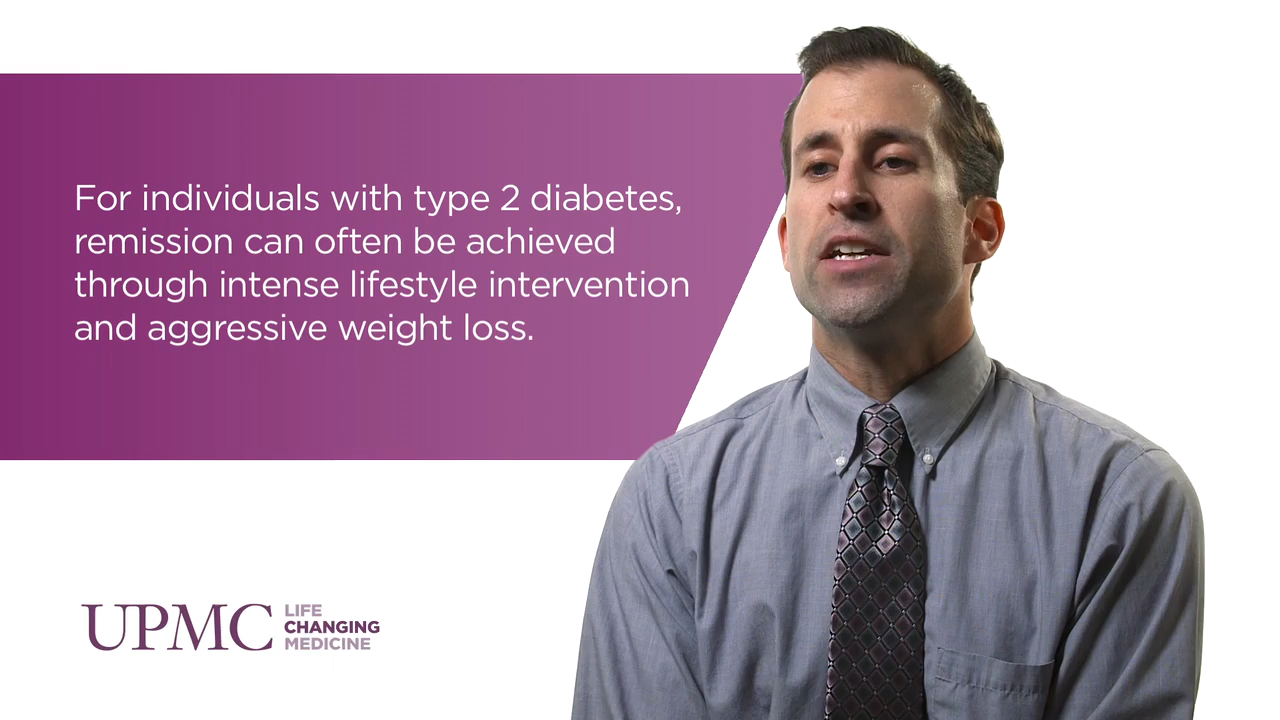 For individuals with type 2 diabetes,
remission can often be achieved
through intense lifestyle intervention
and aggressive weight loss.
UPMC LIFE
CHANGING
MEDICINE